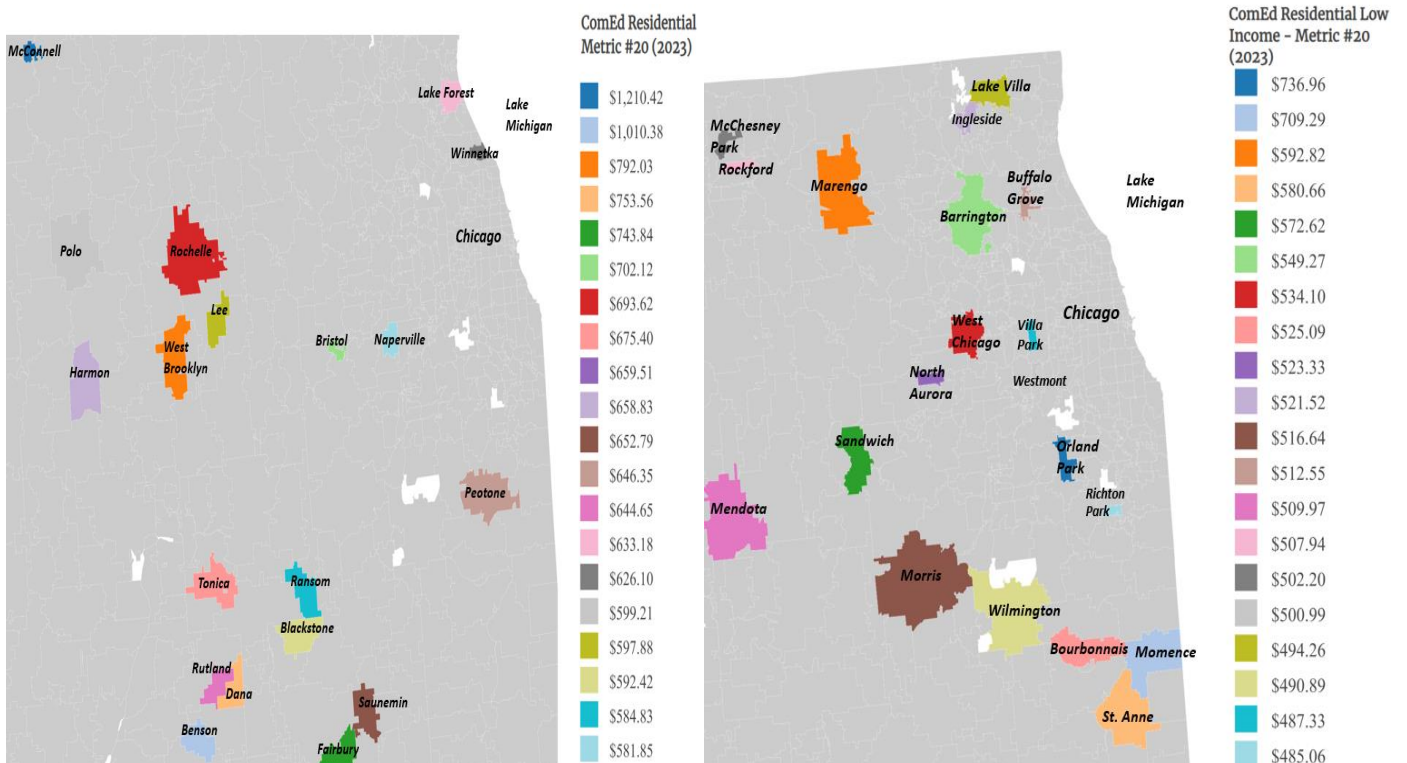 ComEd Residential
Metric #20 (2023)
McConnell
Lake Forest
Lake
Michigan
Winnetka
Chicago
Polo
Rochelle
Lee
Bristol
Naperville
West
Brooklyn
Harmon
Peotone
Tonica
Ransom
Blackstone
Rutland
Dana
Saunemin
Benson
Fairbury
$1,210.42
$1,010.38
$792.03
$753.56
$743.84
$702.12
$693.62
$675.40
$659.51
$658.83
$652.79
$646.35
$644.65
$633.18
$626.10
$599.21
$597.88
$592.42
$584.83
$581.85
ComEd Residential Low
Income – Metric #20
(2023)
Lake Villa
Ingleside
McChesney
Park
Rockford
Marengo
Buffalo
Grove
Barrington
Lake
Michigan
Chicago
West
Chicago
Villa
Park
North
Aurora
Westmont
Sandwich
Orland
Park
Richton
Park
Mendota
Morris
Wilmington
Bourbonnais
Momence
St. Anne
$736.96
$709.29
$592.82
$580.66
$572.62
$549.27
$534.10
$525.09
$523.33
$521.52
$516.64
$512.55
$509.97
$507.94
$502.20
$500.99
$494.26
$490.89
$487.33
$485.06